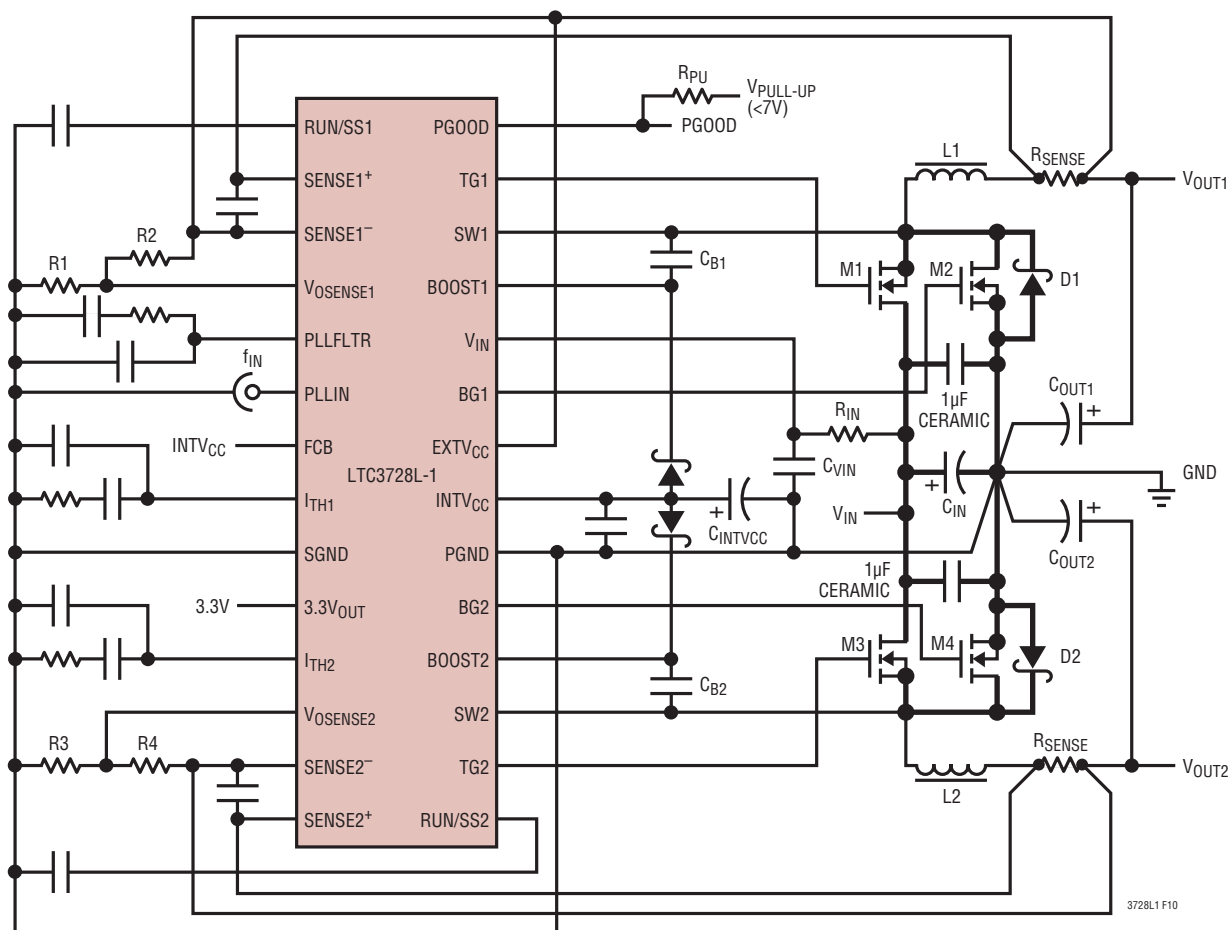 RPU
VPULL-UP
(<7V)
RUN/SS1
PGOOD
PGOOD
L1
RSENSE
SENSE1+
TG1
VOUT1
R2
SENSE1–
SW1
R1
CB1
M1
M2
D1
VOSENSE1
BOOST1
fIN
PLLFLTR
VIN
COUT1
+
PLLIN
BG1
RIN
1µF
CERAMIC
INTVCC
FCB
EXTVCC
LTC3728L-1
CVIN
GND
ITH1
INTVCC
+
CINTVCC
VIN
+
CIN
+
COUT2
SGND
PGND
1µF
CERAMIC
3.3V
3.3VOUT
BG2
M3
M4
D2
ITH2
BOOST2
CB2
VOSENSE2
SW2
R3
R4
RSENSE
SENSE2–
TG2
VOUT2
L2
SENSE2+
RUN/SS2
3728L1 F10